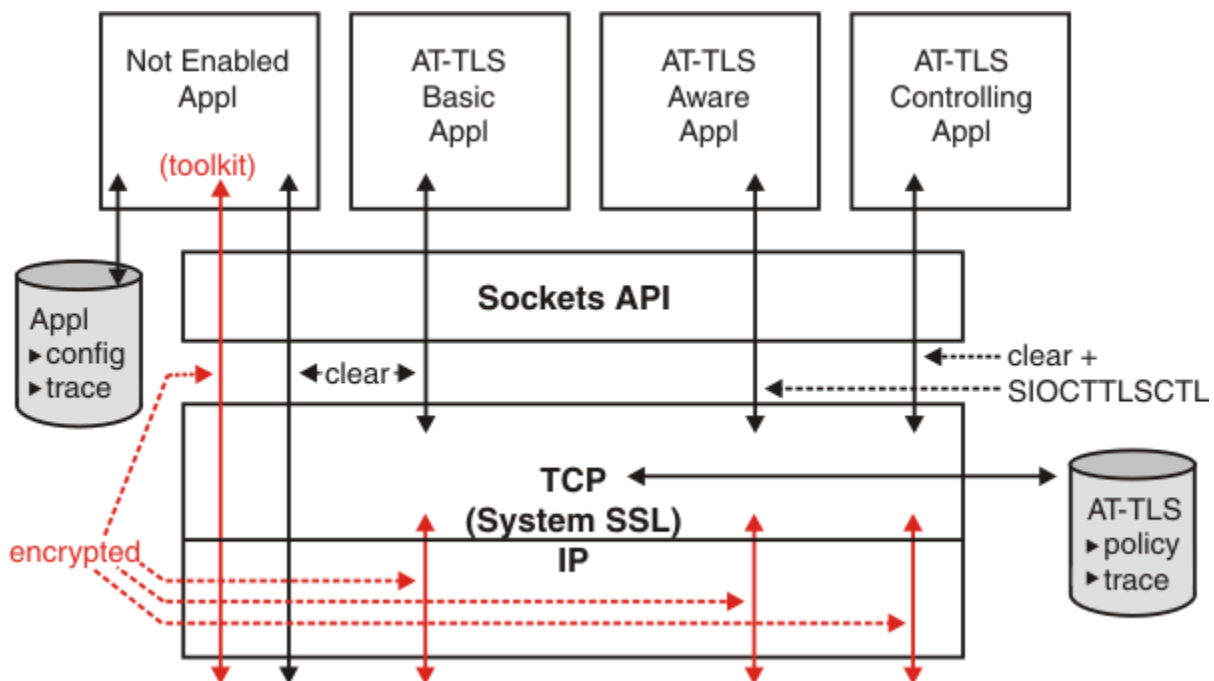 Not Enabled
Appl
(toolkit)
AT-TLS
Basic
Appl
AT-TLS
Aware
Appl
AT-TLS
Controlling
Appl
Sockets API
Appl
▸ config
▸ trace
clear
clear +
SIOCTTLSCTL
TCP
(System SSL)
IP
encrypted
AT-TLS
▸ policy
▸ trace